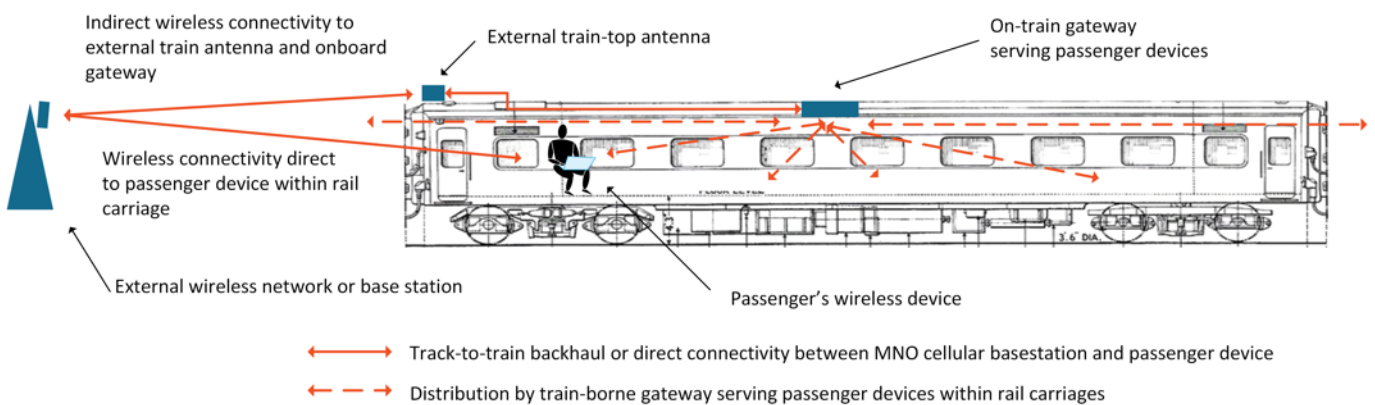 Indirect wireless connectivity to
external train antenna and onboard
gateway
External train-top antenna
On-train gateway
serving passenger devices
Wireless connectivity direct
to passenger device within rail
carriage
3'.6" DIA.
External wireless network or base station
Passenger's wireless device
Track-to-train backhaul or direct connectivity between MNO cellular basestation and passenger device
Distribution by train-borne gateway serving passenger devices within rail carriages